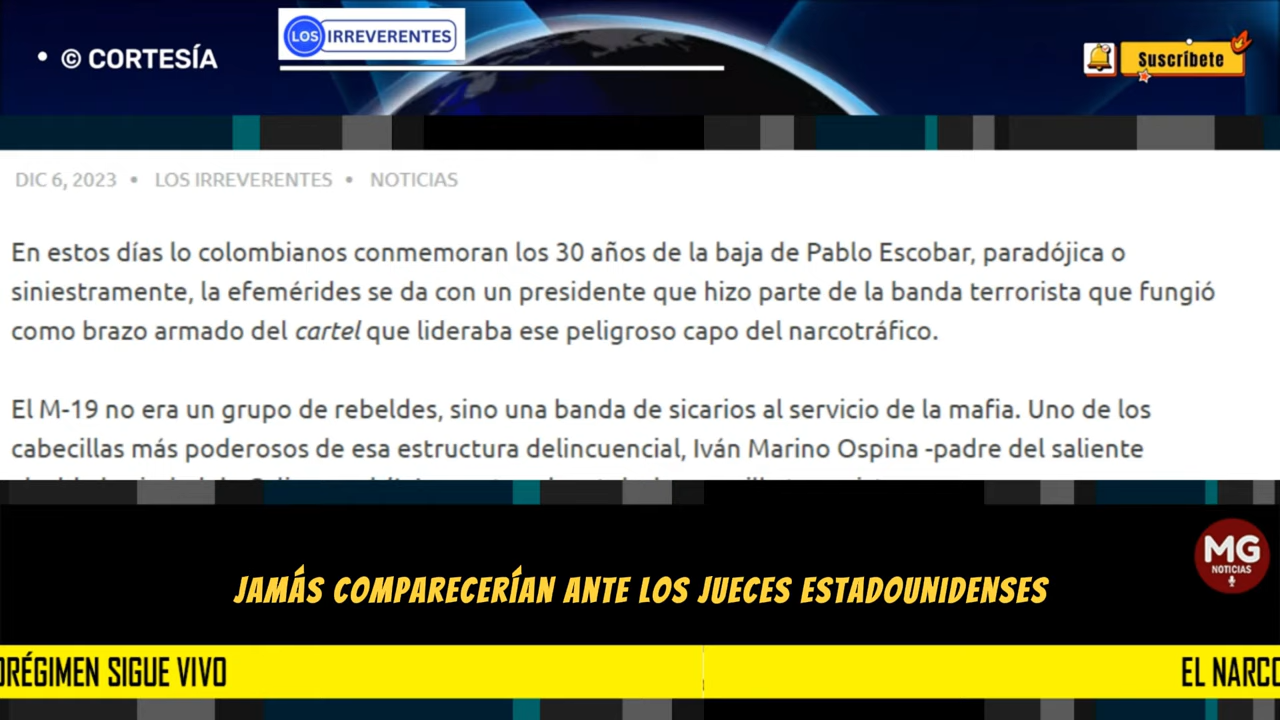 • © CORTESÍA
LOS IRREVERENTES
Suscríbete
DIC 6, 2023 • LOS IRREVERENTES • NOTICIAS
En estos días lo colombianos conmemoran los 30 años de la baja de Pablo Escobar, paradójica o
siniestramente, la efemérides se da con un presidente que hizo parte de la banda terrorista que fungió
como brazo armado del cartel que lideraba ese peligroso capo del narcotráfico.
El M-19 no era un grupo de rebeldes, sino una banda de sicarios al servicio de la mafia. Uno de los
cabecillas más poderosos de esa estructura delincuencial, Iván Marino Ospina -padre del saliente
MG
NOTICIAS
JAMÁS COMPARECERÍAN ANTE LOS JUECES ESTADOUNIDENSES
ORÉGIMEN SIGUE VIVO
EL NARCO